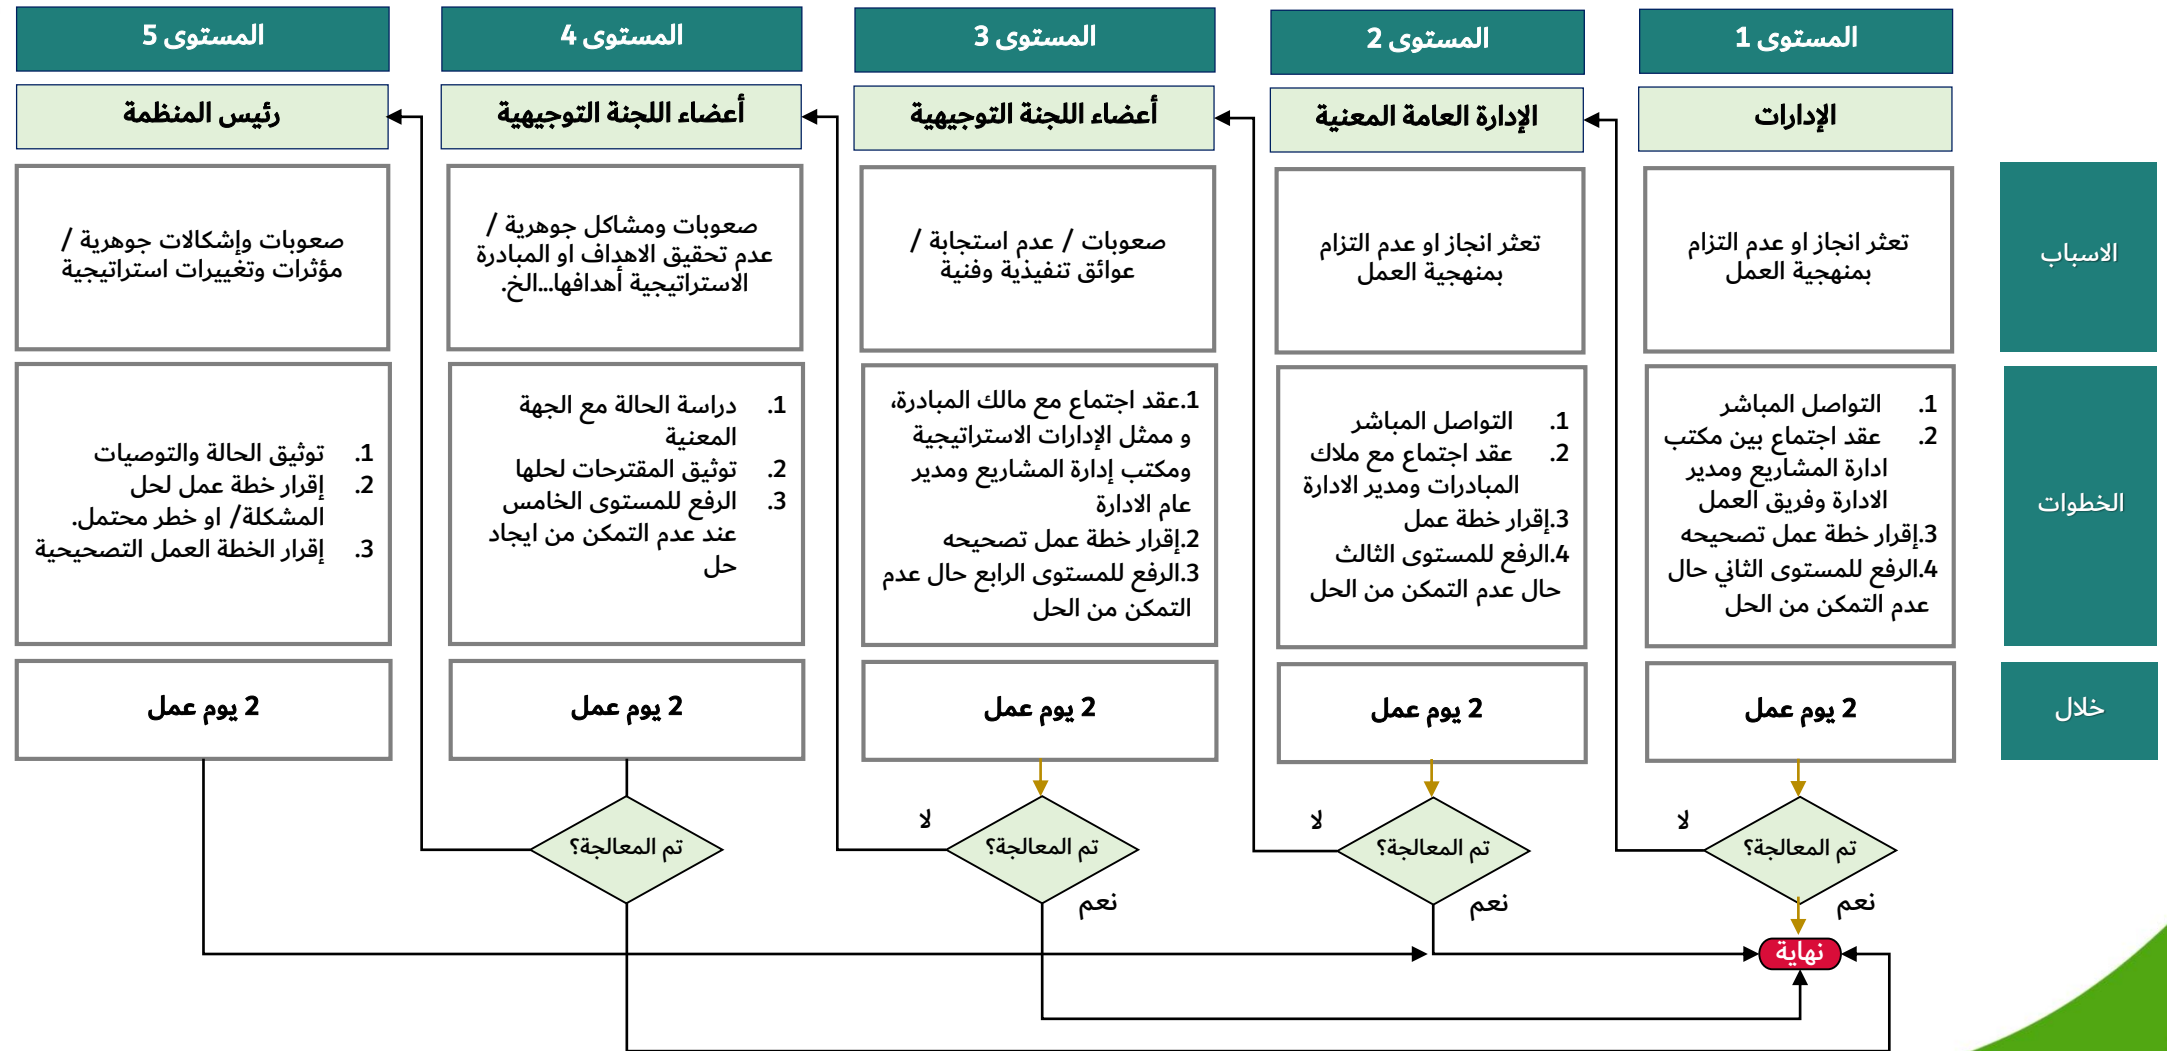 المستوى 1
المستوى 2
المستوى 3
المستوى 4
المستوى 5
الإدارات
الإدارة العامة المعنية
أعضاء اللجنة التوجيهية
أعضاء اللجنة التوجيهية
رئيس المنظمة
الاسباب
تعثر انجاز او عدم التزام
بمنهجية العمل
تعثر انجاز او عدم التزام
بمنهجية العمل
صعوبات / عدم استجابة /
عوائق تنفيذية وفنية
صعوبات ومشاكل جوهرية /
عدم تحقيق الاهداف او المبادرة
الاستراتيجية أهدافها...الخ.
صعوبات وإشكالات جوهرية /
مؤثرات وتغييرات استراتيجية
الخطوات
1. التواصل المباشر
2. عقد اجتماع بين مكتب
ادارة المشاريع ومدير
الادارة وفريق العمل
3.إقرار خطة عمل تصحيحه
4.الرفع للمستوى الثاني حال
عدم التمكن من الحل
1. التواصل المباشر
2. عقد اجتماع مع ملاك
المبادرات ومدير الادارة
3.إقرار خطة عمل
4.الرفع للمستوى الثالث
حال عدم التمكن من الحل
1.عقد اجتماع مع مالك المبادرة،
و ممثل الإدارات الاستراتيجية
ومكتب إدارة المشاريع ومدير
عام الادارة
2.إقرار خطة عمل تصحيحه
3.الرفع للمستوى الرابع حال عدم
التمكن من الحل
1. دراسة الحالة مع الجهة
المعنية
2. توثيق المقترحات لحلها
3. الرفع للمستوى الخامس
عند عدم التمكن من ايجاد
حل
1. توثيق الحالة والتوصيات
2. إقرار خطة عمل لحل
المشكلة/ او خطر محتمل.
3. إقرار الخطة العمل التصحيحية
خلال
2 يوم عمل
2 يوم عمل
2 يوم عمل
2 يوم عمل
2 يوم عمل
تم المعالجة؟
لا
نعم
تم المعالجة؟
لا
نعم
تم المعالجة؟
لا
نعم
تم المعالجة؟
نهاية